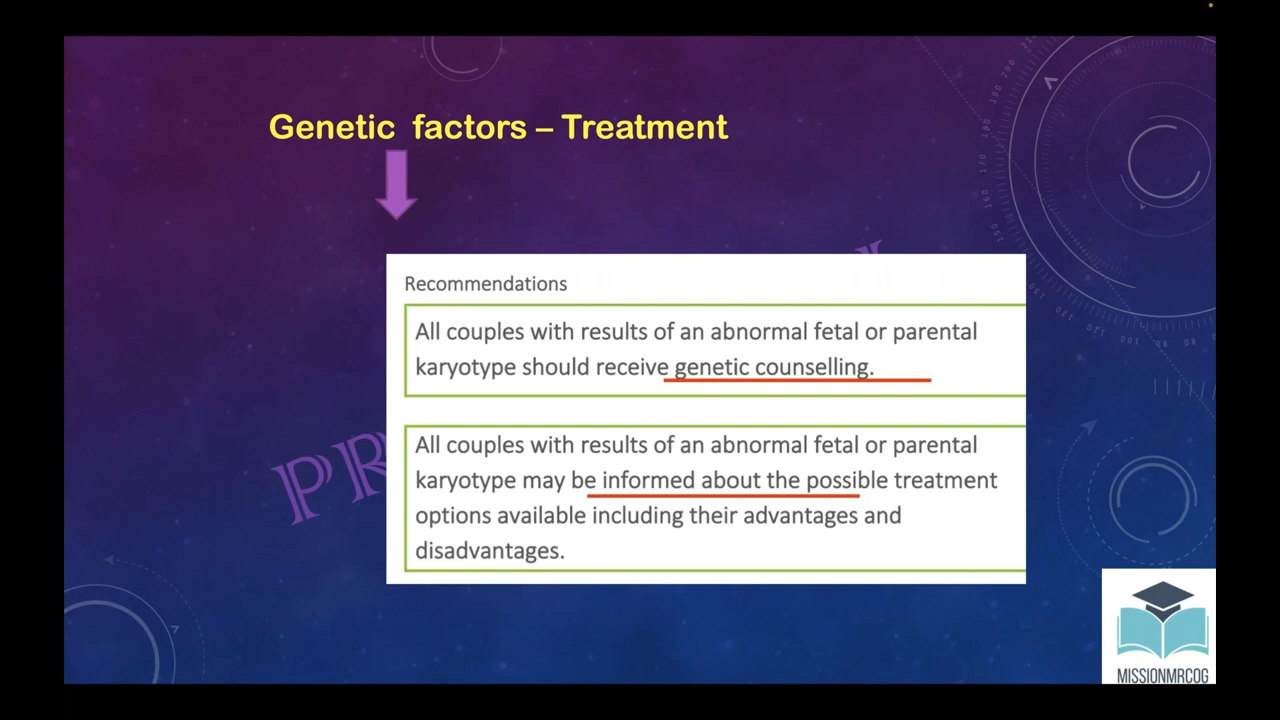 Genetic factors – Treatment
Recommendations
All couples with results of an abnormal fetal or parental
karyotype should receive genetic counselling.
All couples with results of an abnormal fetal or parental
karyotype may be informed about the possible treatment
options available including their advantages and
disadvantages.
MISSIONMRCOG